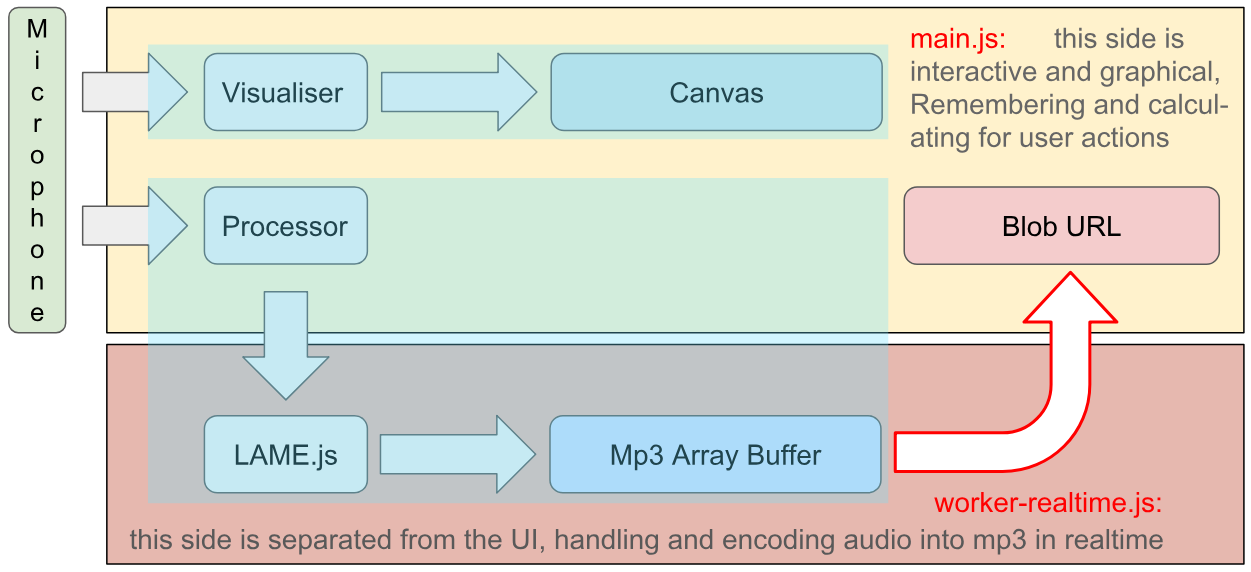 Microphone
Visualiser
Canvas
main.js: this side is
interactive and graphical,
Remembering and calcul-
ating for user actions
Processor
Blob URL
LAME.js
Mp3 Array Buffer
worker-realtime.js:
this side is separated from the UI, handling and encoding audio into mp3 in realtime